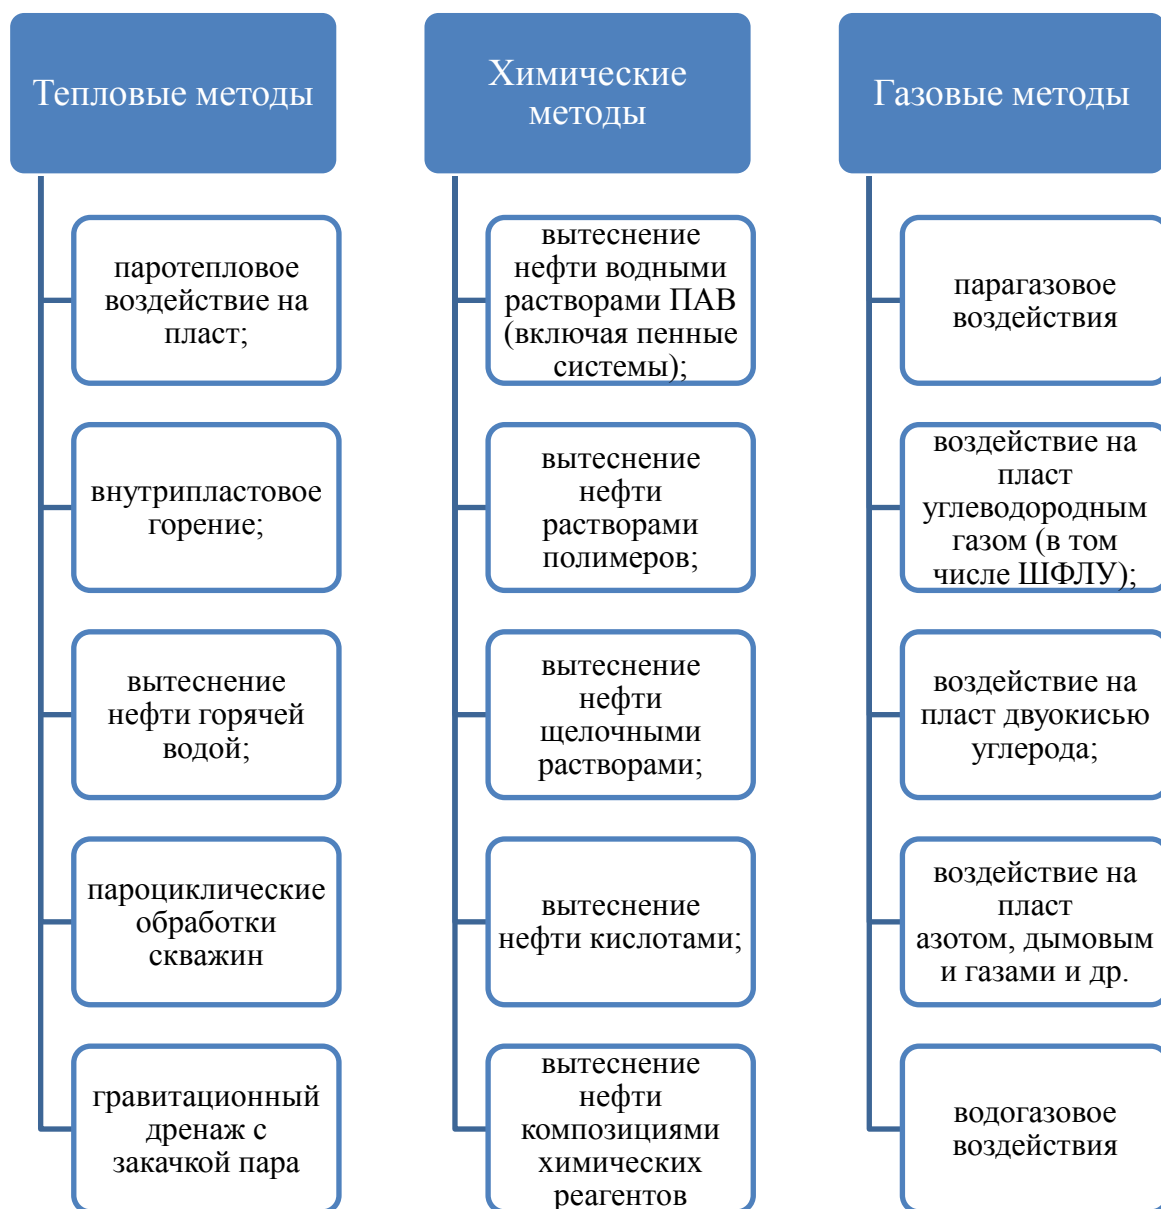 Тепловые методы
паротепловое
воздействие на
пласт;
внутрипластовое
горение;
вытеснение
нефти горячей
водой;
пароциклические
обработки
скважин
гравитационный
дренаж с
закачкой пара
Химические
методы
вытеснение
нефти водными
растворами ПАВ
(включая пенные
системы);
вытеснение
нефти
растворами
полимеров;
вытеснение
нефти
щелочными
растворами;
вытеснение
нефти кислотами;
вытеснение
нефти
композициями
химических
реагентов
Газовые методы
парагазовое
воздействия
воздействие на
пласт
углеводородным
газом (в том
числе ШФЛУ);
воздействие на
пласт двуокисью
углерода;
воздействие на
пласт
азотом, дымовым
и газами и др.
водогазовое
воздействия